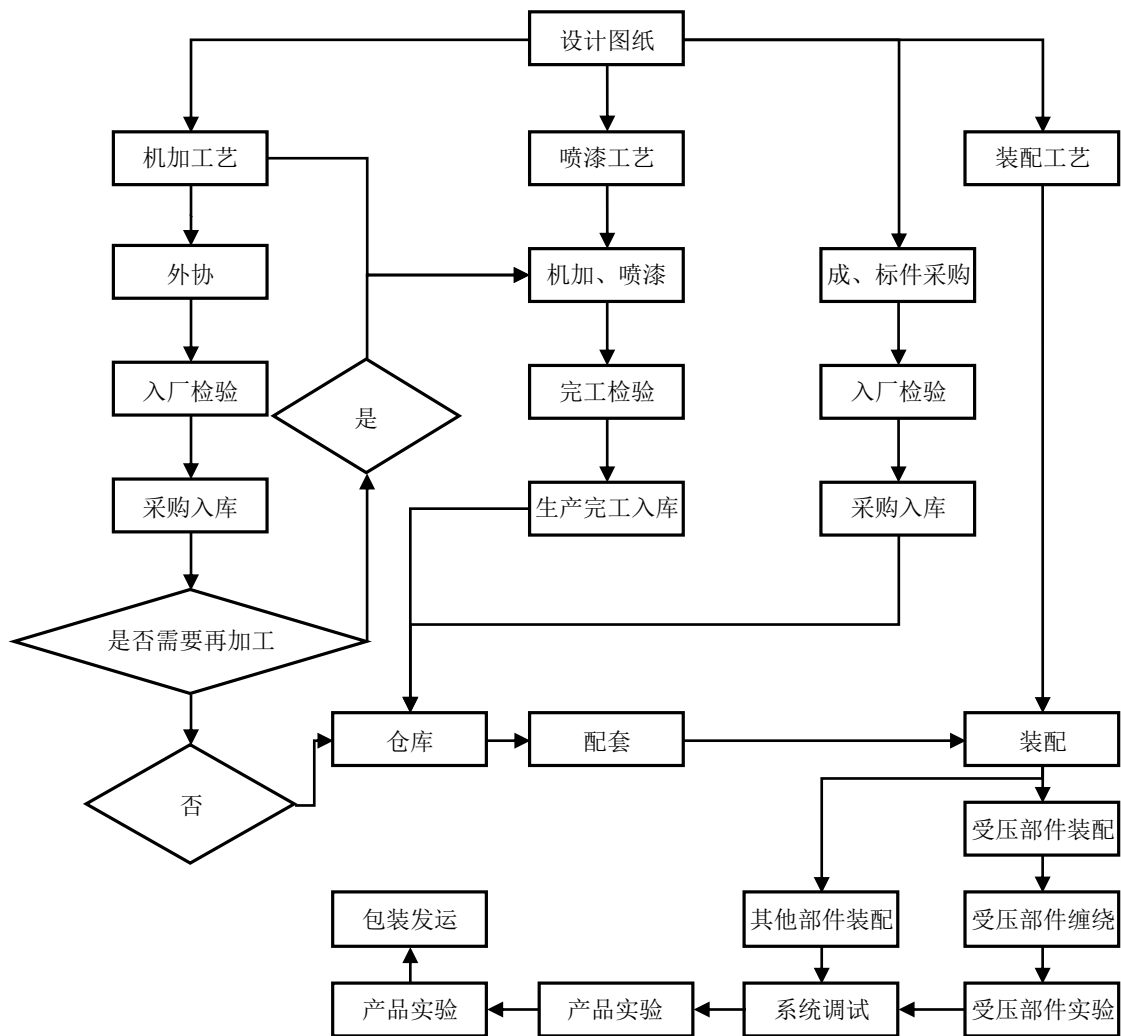 设计图纸
机加工艺
喷漆工艺
装配工艺
外协
机加、喷漆
成、标件采购
入厂检验
是
完工检验
入厂检验
采购入库
生产完工入库
采购入库
是否需要再加工
仓库
配套
装配
否
受压部件装配
包装发运
其他部件装配
受压部件缠绕
产品实验
产品实验
系统调试
受压部件实验